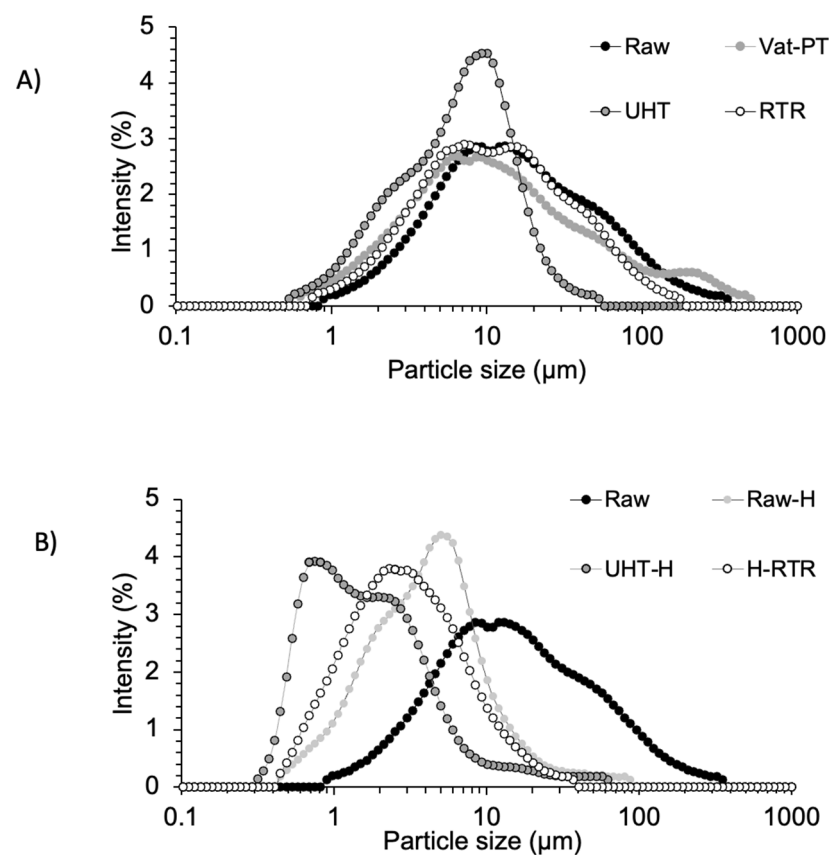 A)
5
4
3
2
1
0
Intensity (%)
Raw
Vat-PT
UHT
RTR
0.1
1
10
100
1000
Particle size (μm)
B)
5
4
3
2
1
0
Intensity (%)
Raw
Raw-H
UHT-H
H-RTR
0.1
1
10
100
1000
Particle size (μm)